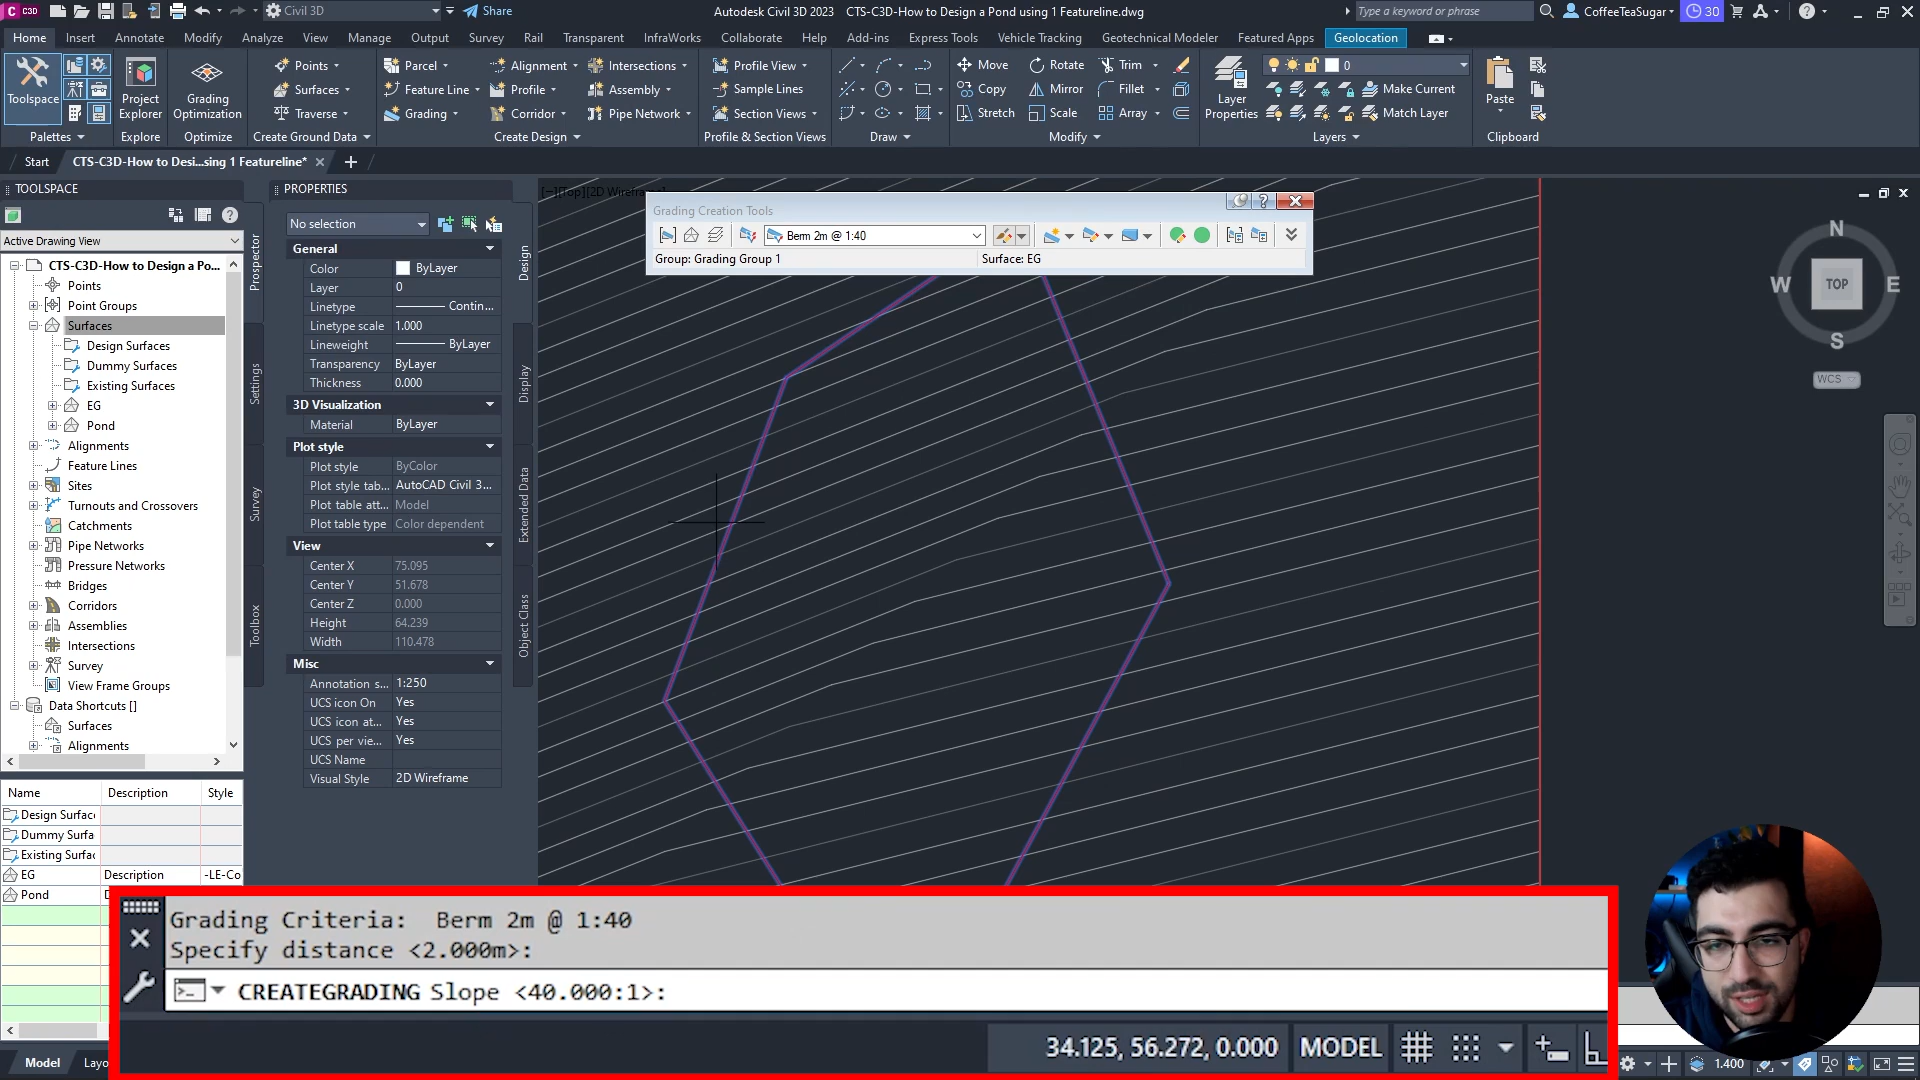 C3D Civil 3D Share Autodesk Civil 3D 2023 CTS-C3D-How to Design a Pond using 1 Featureline.dwg Type a keyword or phrase CoffeeTeaSugar 30
Home Insert Annotate Modify Analyze View Manage Output Survey Rail Transparent InfraWorks Collaborate Help Add-ins Express Tools Vehicle Tracking Geotechnical Modeler Featured Apps Geolocation
Points Parcel Alignment Intersections Profile View Move Rotate Trim 0
Surfaces Feature Line Profile Assembly Sample Lines Copy Mirror Fillet Make Current
Traverse Grading Corridor Pipe Network Section Views Stretch Scale Array Match Layer
Toolspace Project Explorer Grading Optimization Layer Properties Paste
Palettes Explore Optimize Create Ground Data Create Design Profile & Section Views Draw Modify Layers Clipboard
Start CTS-C3D-How to Desi...sing 1 Featureline*
TOOLSPACE
Active Drawing View
CTS-C3D-How to Design a Po...
Points
Point Groups
Surfaces
Design Surfaces
Dummy Surfaces
Existing Surfaces
EG
Pond
Alignments
Feature Lines
Sites
Turnouts and Crossovers
Catchments
Pipe Networks
Pressure Networks
Bridges
Corridors
Assemblies
Intersections
Survey
View Frame Groups
Data Shortcuts []
Surfaces
Alignments
Prospector
Settings
Survey
Toolbox
Name Description Style
Design Surfac
Dummy Surfa
Existing Surfac
EG Description -LE-Co
Pond
PROPERTIES
No selection
General
Color ByLayer
Layer 0
Linetype Contin...
Linetype scale 1.000
Lineweight ByLayer
Transparency ByLayer
Thickness 0.000
3D Visualization
Material ByLayer
Plot style
Plot style ByColor
Plot style tab... AutoCAD Civil 3...
Plot table att... Model
Plot table type Color dependent
View
Center X 75.095
Center Y 51.678
Center Z 0.000
Height 64.239
Width 110.478
Misc
Annotation s... 1:250
UCS icon On Yes
UCS icon at... Yes
UCS per vie... Yes
UCS Name
Visual Style 2D Wireframe
Design
Display
Extended Data
Object Class
[−][Top][2D Wirefram
Grading Creation Tools
Berm 2m @ 1:40
Group: Grading Group 1 Surface: EG
N
W TOP E
S
WCS
Grading Criteria: Berm 2m @ 1:40
Specify distance <2.000m>:
CREATEGRADING Slope <40.000:1>:
34.125, 56.272, 0.000 MODEL
Model Layo
1.400